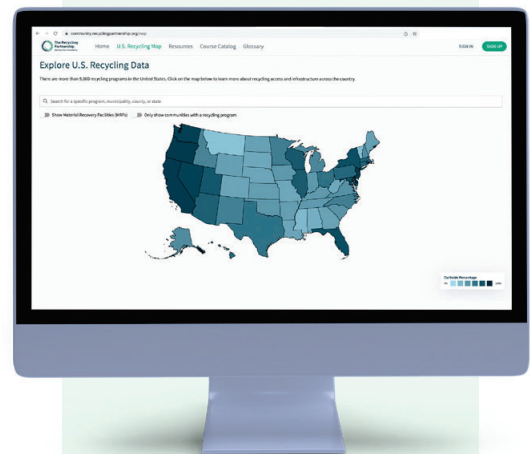 community.recyclingpartnership.org/map
The Recycling
Partnership
Home U.S. Recycling Map Resources Course Catalog Glossary SIGN IN SIGN UP
Explore U.S. Recycling Data
There are more than 9,000 recycling programs in the United States. Click on the map below to learn more about recycling access and infrastructure across the country.
Search for a specific program, municipality, county, or state
Show Material Recovery Facilities (MRFs) Only show communities with a recycling program
Curbside Percentage